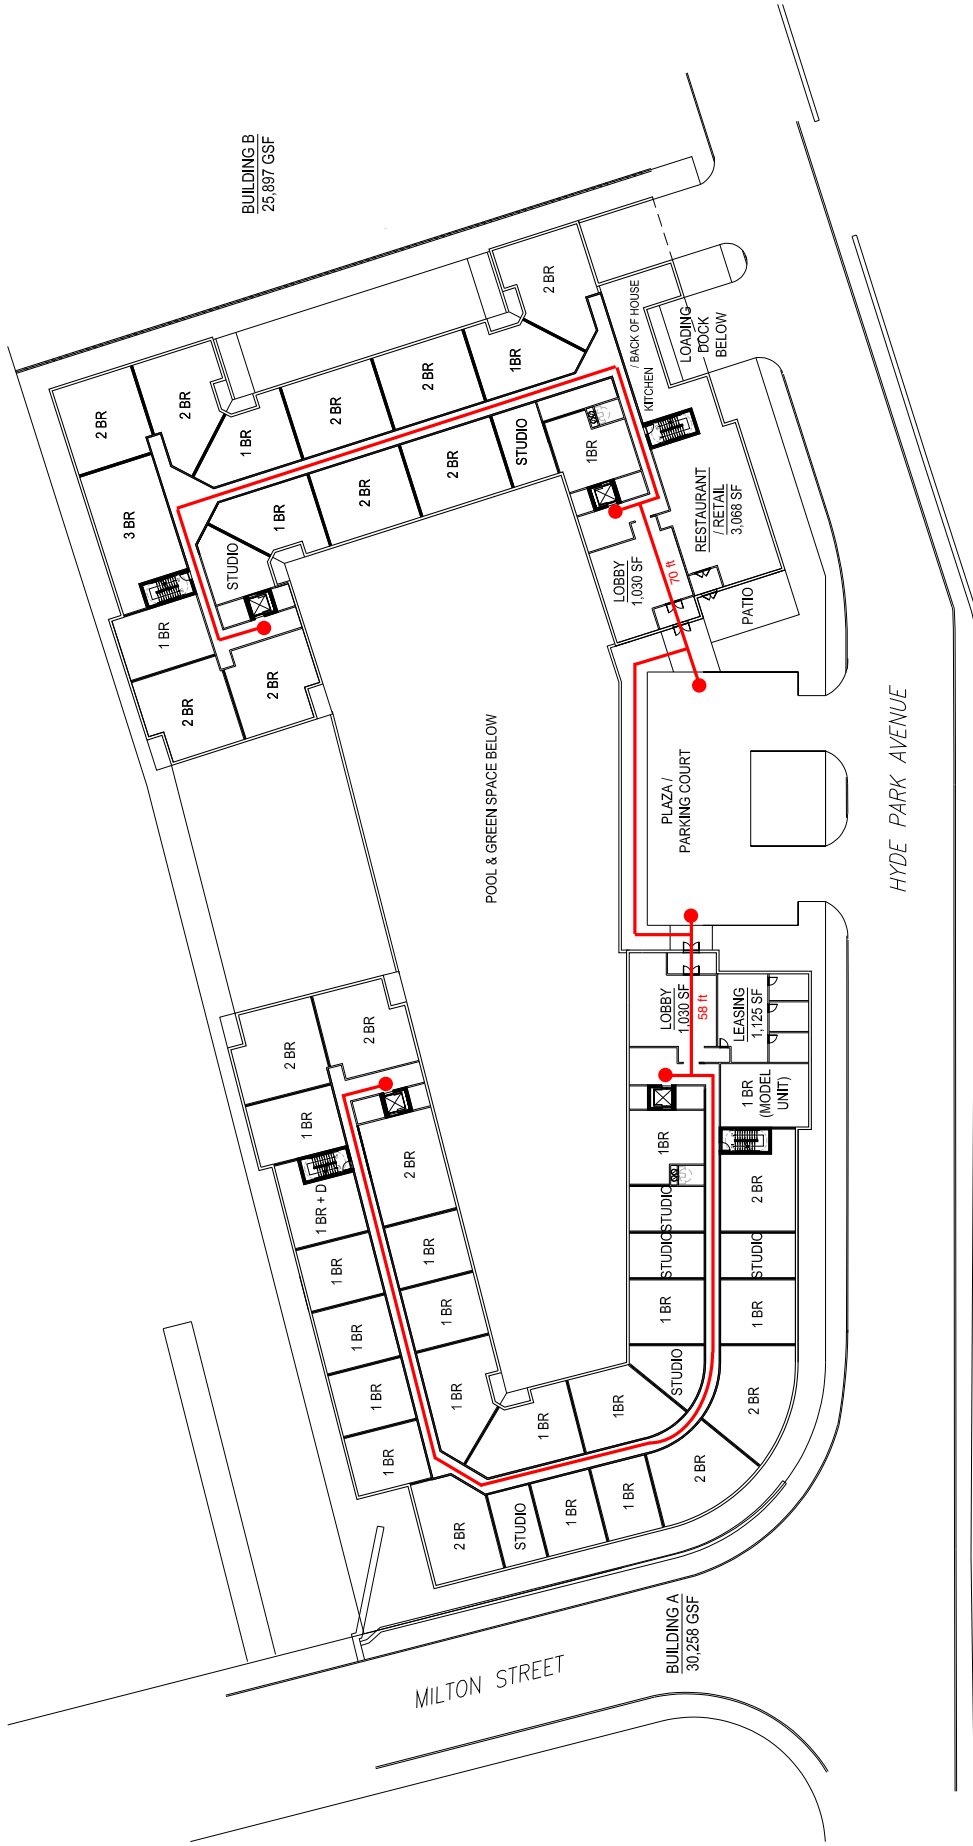 BUILDING B
25,897 GSF
2 BR
2 BR
2 BR
1 BR
2 BR
2 BR
1BR
2 BR
3 BR
1 BR
2 BR
2 BR
STUDIO
1 BR
2 BR
2 BR
STUDIO
1BR
KITCHEN
/ BACK OF HOUSE
LOADING
DOCK
BELOW
RESTAURANT
/ RETAIL
3,068 SF
LOBBY
1,030 SF
70 ft
PATIO
POOL & GREEN SPACE BELOW
PLAZA /
PARKING COURT
HYDE PARK AVENUE
LOBBY
1,030 SF
58 ft
LEASING
1,125 SF
1 BR
(MODEL
UNIT)
1BR
STUDIO
STUDIO
1 BR
STUDIO
2 BR
STUDIO
1 BR
2 BR
2 BR
2 BR
2 BR
1 BR
1 BR + D
1 BR
1 BR
1 BR
1 BR
2 BR
1 BR
1 BR
1 BR
1 BR
1BR
2 BR
STUDIO
1 BR
1 BR
BUILDING A
30,258 GSF
MILTON STREET